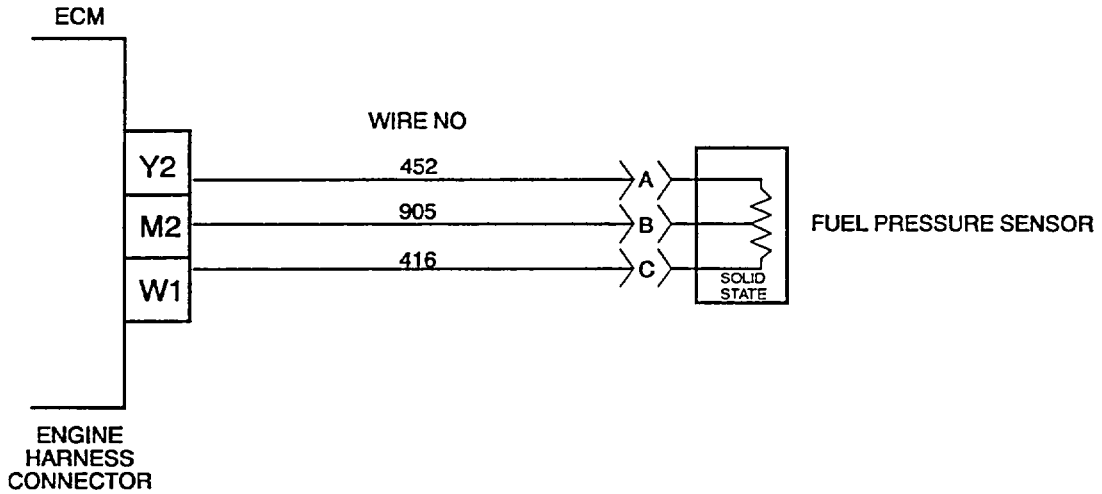 ECM
WIRE NO
Y2
452
A
M2
905
B
FUEL PRESSURE SENSOR
W1
416
C
SOLID
STATE
ENGINE
HARNESS
CONNECTOR